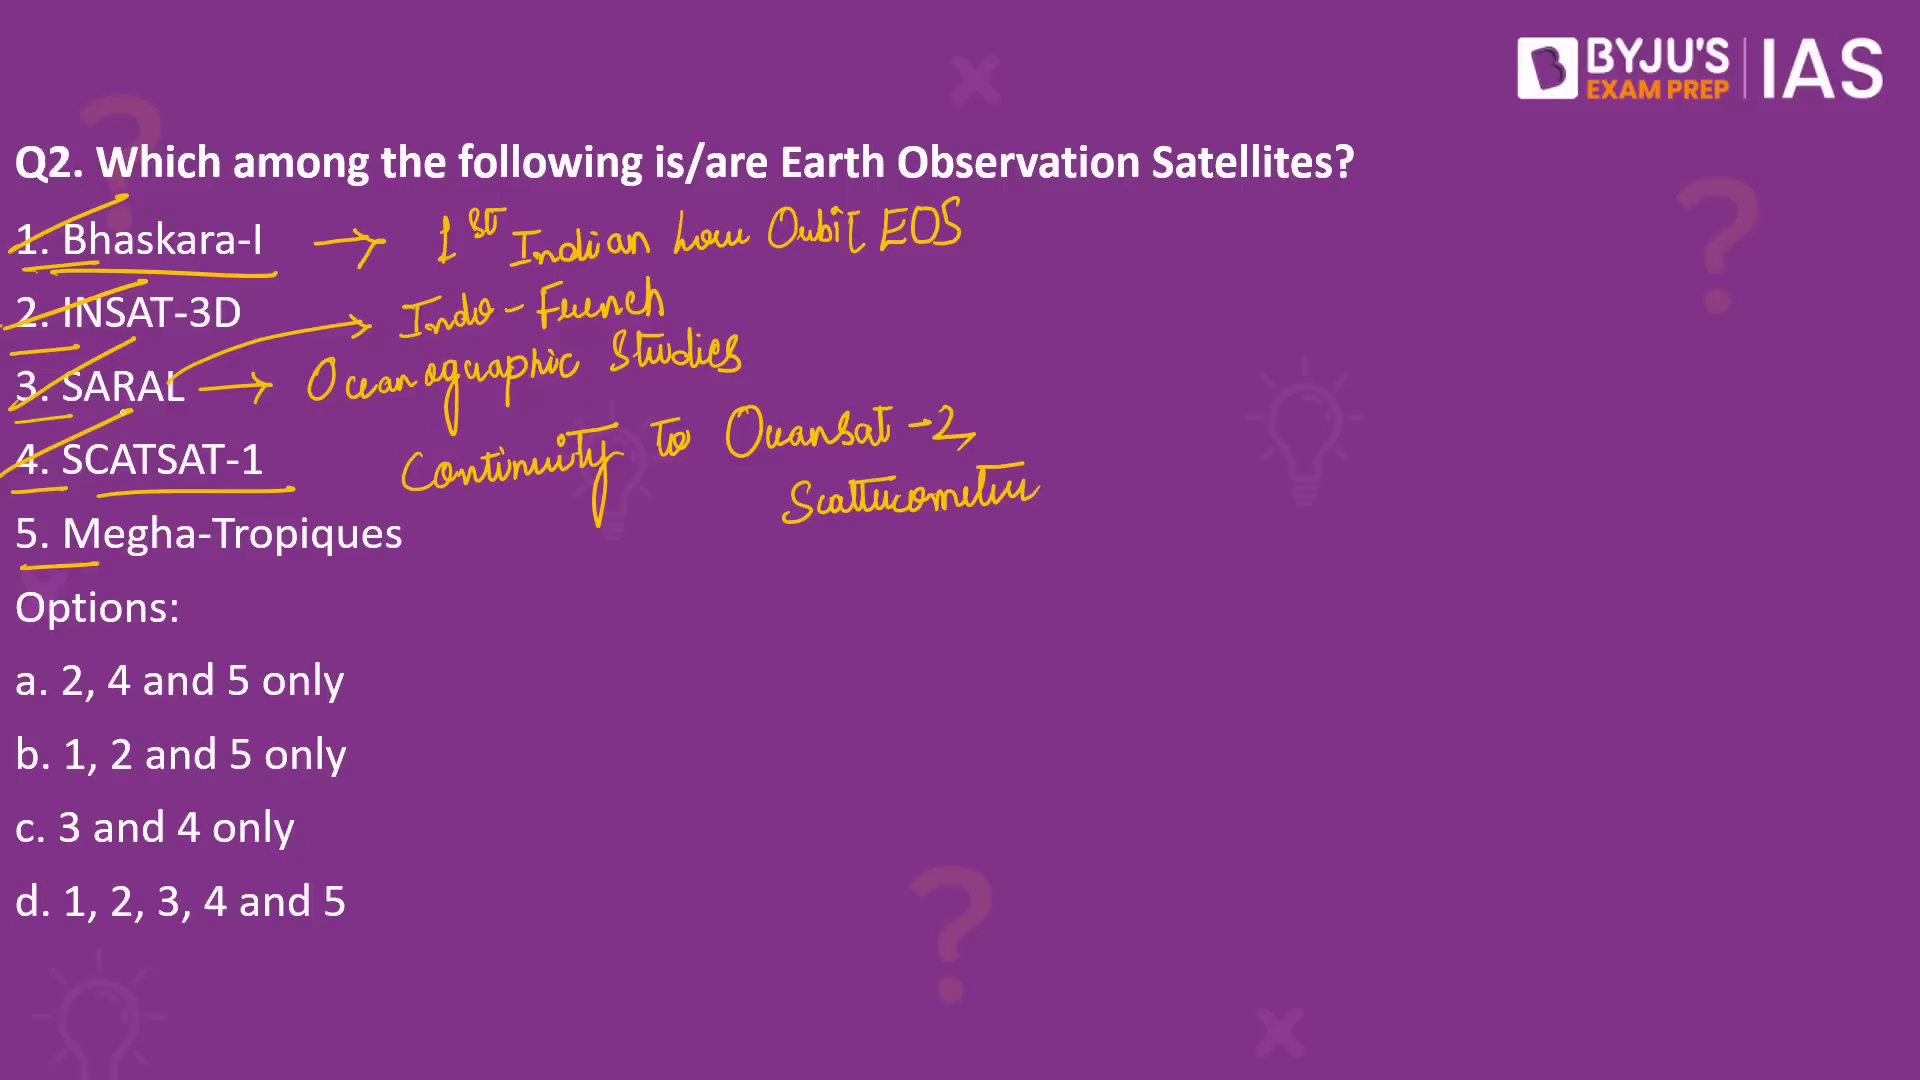 BYJU'S
EXAM PREP
IAS
Q2. Which among the following is/are Earth Observation Satellites?
1. Bhaskara-I → 1st Indian Low Orbit EOS
2. INSAT-3D
Indo-French
3. SARAL → Oceanographic Studies
4. SCATSAT-1
Continuity to Oceansat-2
Scatterometer
5. Megha-Tropiques
Options:
a. 2, 4 and 5 only
b. 1, 2 and 5 only
c. 3 and 4 only
d. 1, 2, 3, 4 and 5